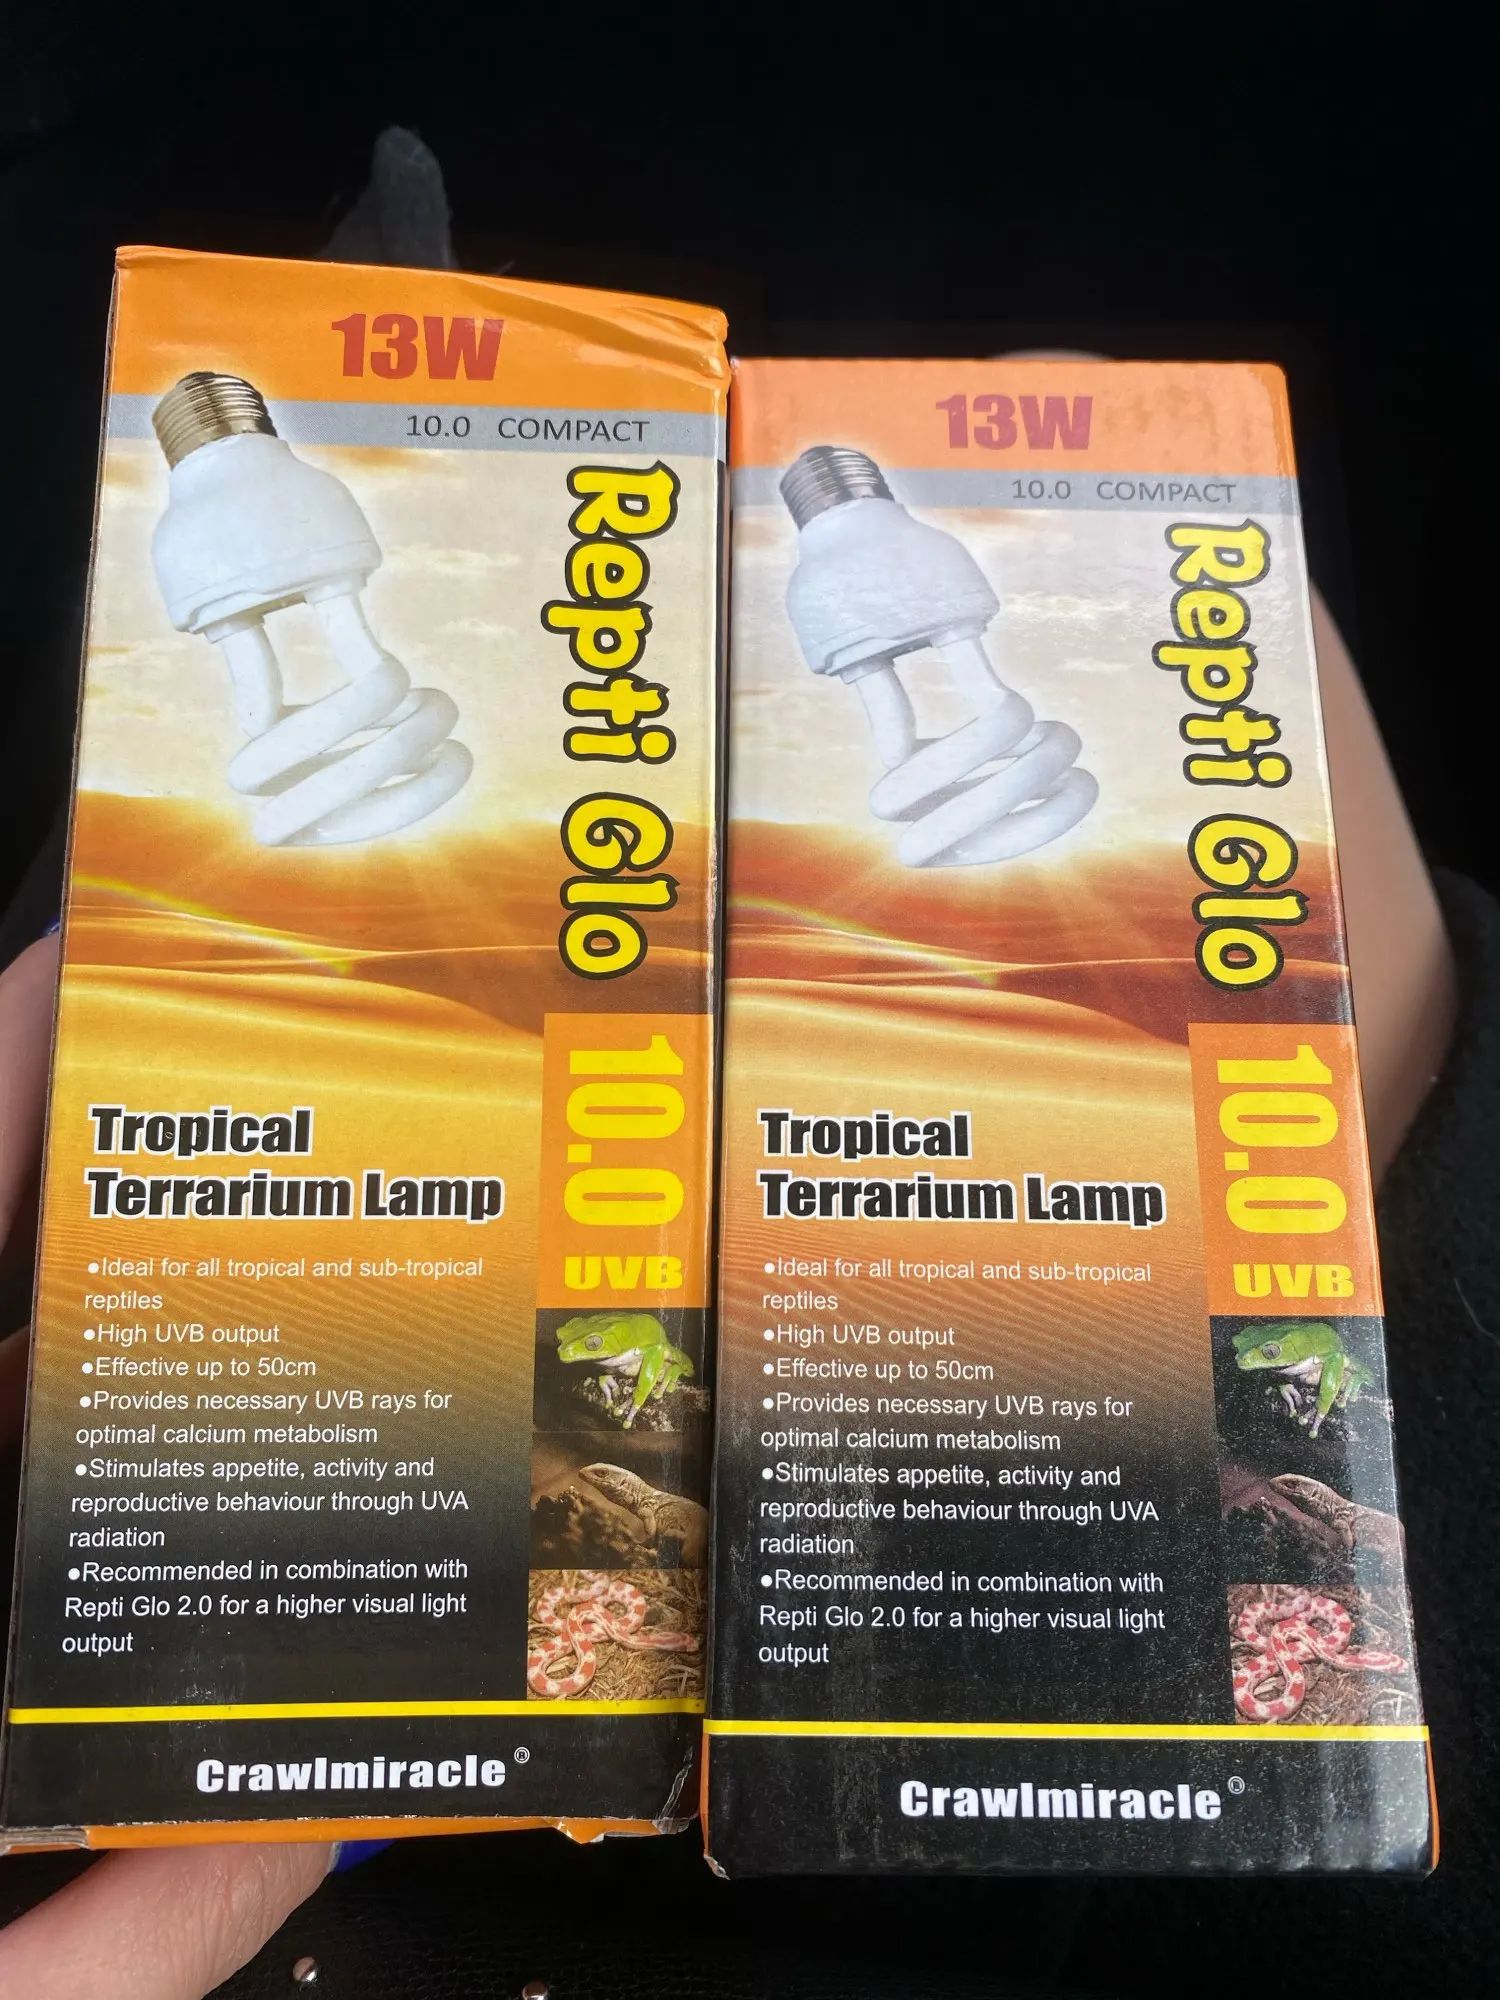 13W
10.0 COMPACT
Repti Glo
10.0
UVB
Tropical
Terrarium Lamp
●Ideal for all tropical and sub-tropical
reptiles
●High UVB output
●Effective up to 50cm
●Provides necessary UVB rays for
optimal calcium metabolism
●Stimulates appetite, activity and
reproductive behaviour through UVA
radiation
●Recommended in combination with
Repti Glo 2.0 for a higher visual light
output
Crawlmiracle®
13W
10.0 COMPACT
Repti Glo
10.0
UVB
Tropical
Terrarium Lamp
●Ideal for all tropical and sub-tropical
reptiles
●High UVB output
●Effective up to 50cm
●Provides necessary UVB rays for
optimal calcium metabolism
●Stimulates appetite, activity and
reproductive behaviour through UVA
radiation
●Recommended in combination with
Repti Glo 2.0 for a higher visual light
output
Crawlmiracle®